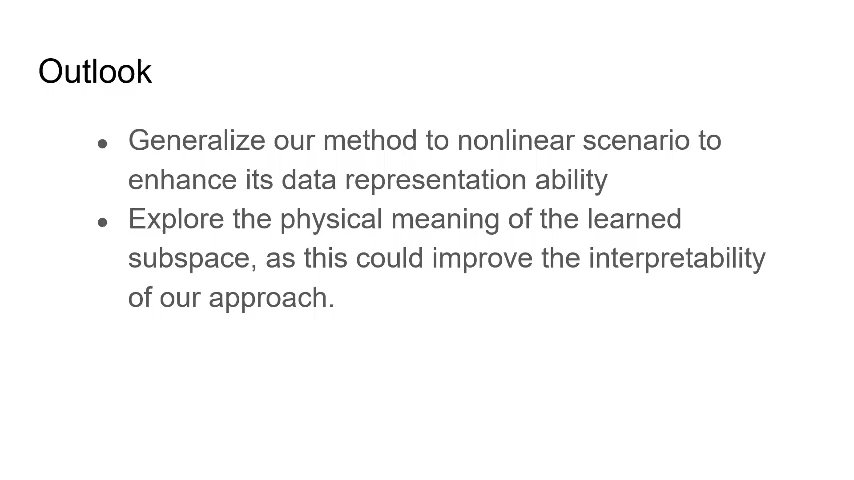 Outlook
● Generalize our method to nonlinear scenario to
enhance its data representation ability
● Explore the physical meaning of the learned
subspace, as this could improve the interpretability
of our approach.